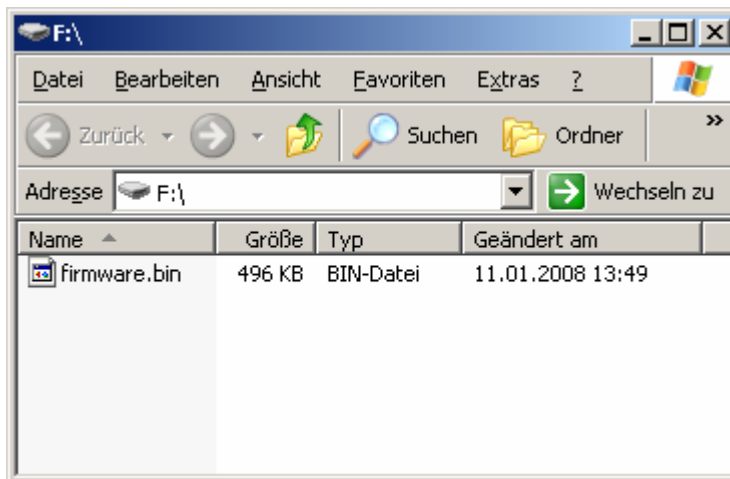 F:\
Datei Bearbeiten Ansicht Favoriten Extras ?
Zurück Suchen Ordner »
Adresse F:\ Wechseln zu
Name Größe Typ Geändert am
firmware.bin 496 KB BIN-Datei 11.01.2008 13:49